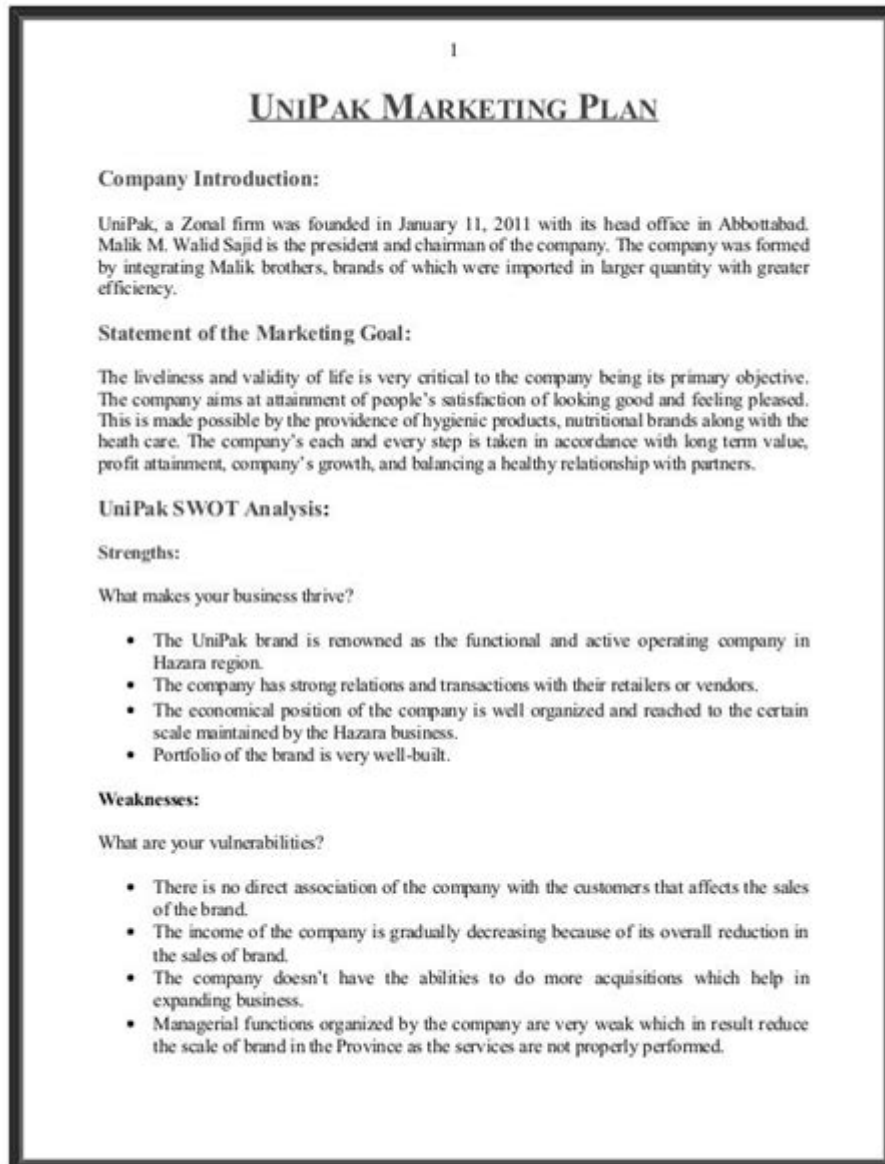 1
UNIPAK MARKETING PLAN
Company Introduction:
UniPak, a Zonal firm was founded in January 11, 2011 with its head office in Abbottabad.
Malik M. Walid Sajid is the president and chairman of the company. The company was formed
by integrating Malik brothers, brands of which were imported in larger quantity with greater
efficiency.
Statement of the Marketing Goal:
The liveliness and validity of life is very critical to the company being its primary objective.
The company aims at attainment of people's satisfaction of looking good and feeling pleased.
This is made possible by the providence of hygienic products, nutritional brands along with the
heath care. The company's each and every step is taken in accordance with long term value,
profit attainment, company's growth, and balancing a healthy relationship with partners.
UniPak SWOT Analysis:
Strengths:
What makes your business thrive?
• The UniPak brand is renowned as the functional and active operating company in
Hazara region.
• The company has strong relations and transactions with their retailers or vendors.
• The economical position of the company is well organized and reached to the certain
scale maintained by the Hazara business.
• Portfolio of the brand is very well-built.
Weaknesses:
What are your vulnerabilities?
• There is no direct association of the company with the customers that affects the sales
of the brand.
• The income of the company is gradually decreasing because of its overall reduction in
the sales of brand.
• The company doesn't have the abilities to do more acquisitions which help in
expanding business.
• Managerial functions organized by the company are very weak which in result reduce
the scale of brand in the Province as the services are not properly performed.